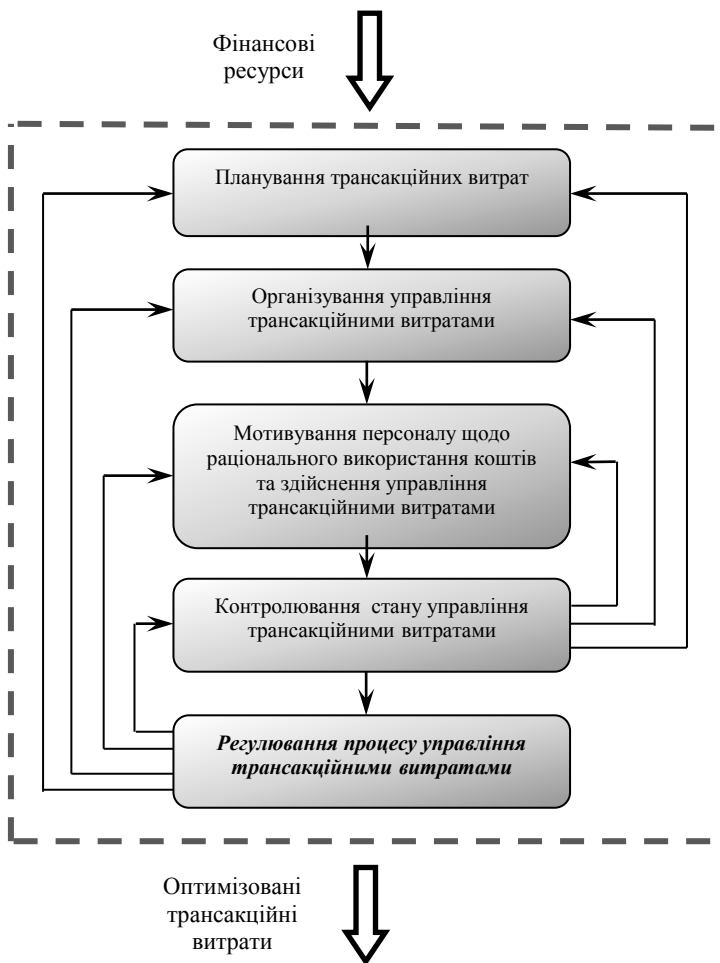 Фінансові
ресурси
Планування трансакційних витрат
Організування управління
трансакційними витратами
Мотивування персоналу щодо
раціонального використання коштів
та здійснення управління
трансакційними витратами
Контролювання стану управління
трансакційними витратами
Регулювання процесу управління
трансакційними витратами
Оптимізовані
трансакційні
витрати